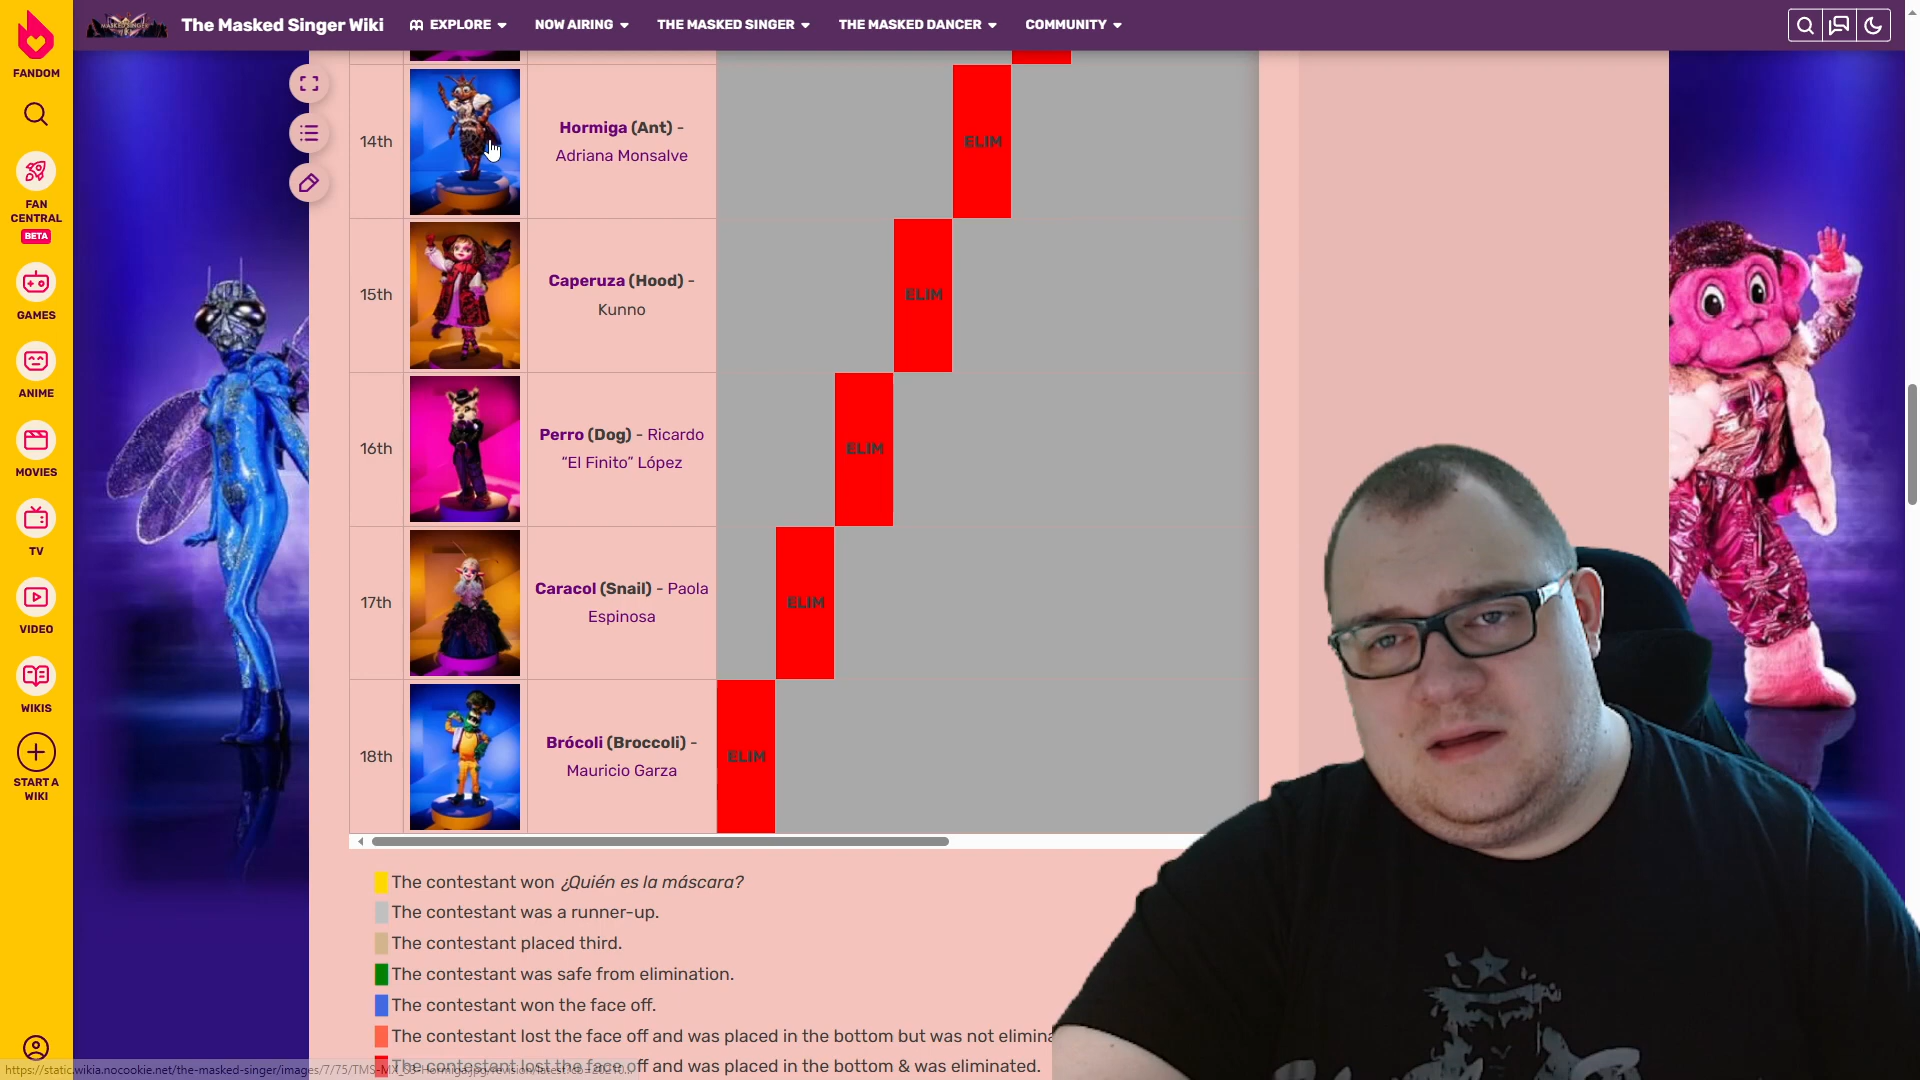 The Masked Singer Wiki
EXPLORE
NOW AIRING
THE MASKED SINGER
THE MASKED DANCER
COMMUNITY
FANDOM
FAN
CENTRAL
BETA
GAMES
ANIME
MOVIES
TV
VIDEO
WIKIS
START A
WIKI
14th
Hormiga (Ant) -
Adriana Monsalve
ELIM
15th
Caperuza (Hood) -
Kunno
ELIM
16th
Perro (Dog) - Ricardo
“El Finito” López
ELIM
17th
Caracol (Snail) - Paola
Espinosa
ELIM
18th
Brócoli (Broccoli) -
Mauricio Garza
ELIM
The contestant won ¿Quién es la máscara?
The contestant was a runner-up.
The contestant placed third.
The contestant was safe from elimination.
The contestant won the face off.
The contestant lost the face off and was placed in the bottom but was not elimina
The contestant lost the face off and was placed in the bottom & was eliminated.